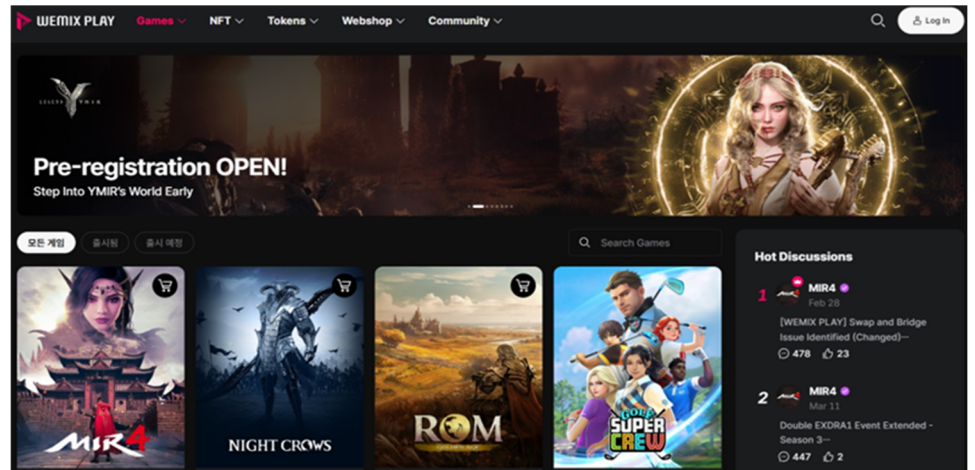 WEMIX PLAY
Games
NFT
Tokens
Webshop
Community
Log In
LEGEND YMIR
Pre-registration OPEN!
Step Into YMIR's World Early
모든 게임
출시됨
출시 예정
Search Games
MIR4
NIGHT CROWS
ROM
GOLF
SUPER
CREW
Hot Discussions
1
MIR4
Feb 28
[WEMIX PLAY] Swap and Bridge
Issue Identified (Changed)···
478
23
2
MIR4
Mar 11
Double EXDRA1 Event Extended -
Season 3···
447
2